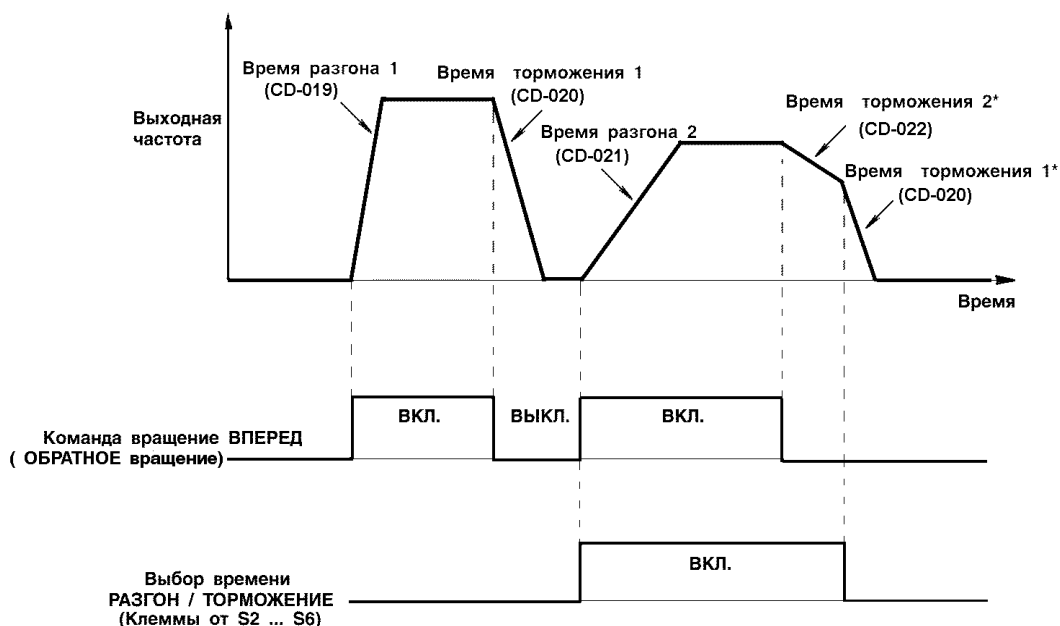 Время разгона 1
(CD-019)
Время торможения 1
(CD-020)
Время торможения 2*
(CD-022)
Выходная
частота
Время разгона 2
(CD-021)
Время торможения 1*
(CD-020)
Время
ВКЛ.
ВЫКЛ.
ВКЛ.
Команда вращение ВПЕРЕД
( ОБРАТНОЕ вращение)
ВКЛ.
Выбор времени
РАЗГОН / ТОРМОЖЕНИЕ
(Клеммы от S2 ... S6)